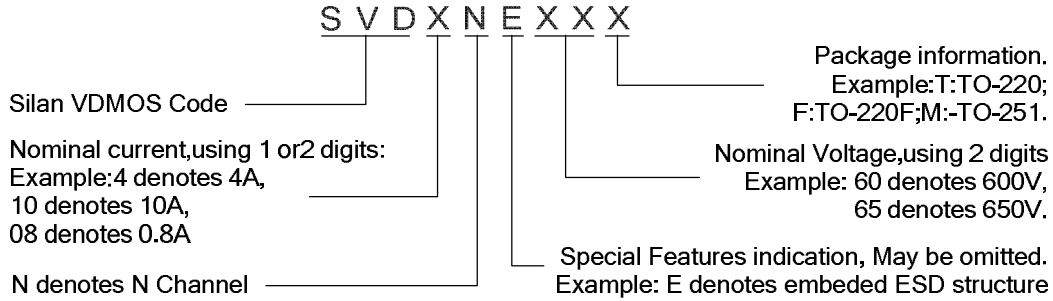 SVDXNEXXX
Silan VDMOS Code
Nominal current,using 1 or2 digits:
Example:4 denotes 4A,
10 denotes 10A,
08 denotes 0.8A
N denotes N Channel
Package information.
Example:T:TO-220;
F:TO-220F;M:-TO-251.
Nominal Voltage,using 2 digits
Example: 60 denotes 600V,
65 denotes 650V.
Special Features indication, May be omitted.
Example: E denotes embeded ESD structure